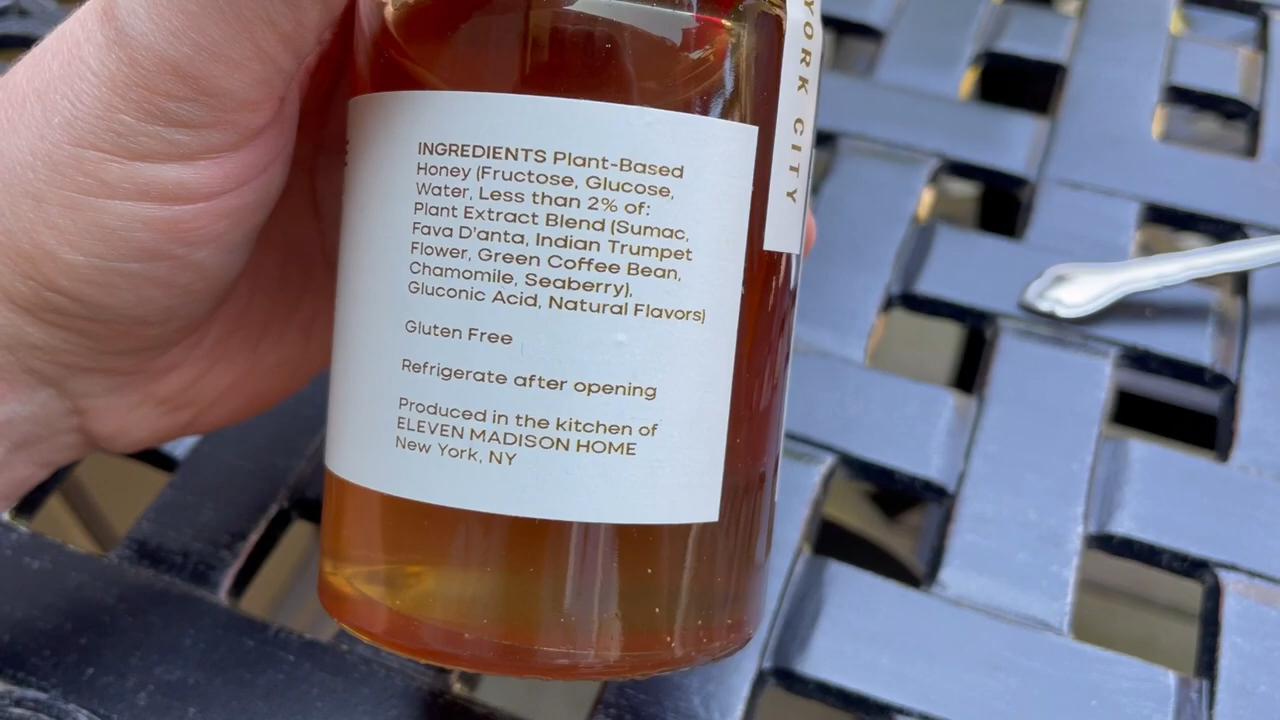 INGREDIENTS Plant-Based
Honey (Fructose, Glucose,
Water, Less than 2% of:
Plant Extract Blend (Sumac,
Fava D'anta, Indian Trumpet
Flower, Green Coffee Bean,
Chamomile, Seaberry),
Gluconic Acid, Natural Flavors)
Gluten Free
Refrigerate after opening
Produced in the kitchen of
ELEVEN MADISON HOME
New York, NY
YORK CITY